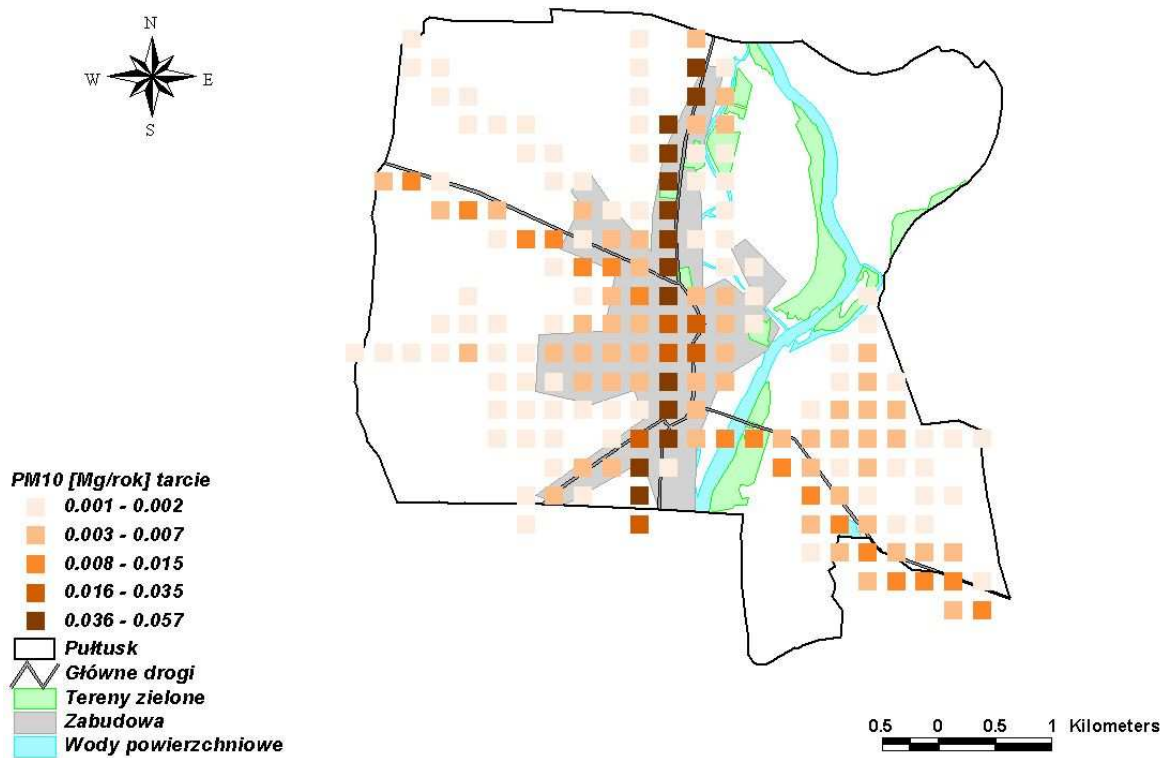 N
W
E
S
PM10 [Mg/rok] tarcie
0.001 - 0.002
0.003 - 0.007
0.008 - 0.015
0.016 - 0.035
0.036 - 0.057
Pułtusk
Główne drogi
Tereny zielone
Zabudowa
Wody powierzchniowe
0.5 0 0.5 1 Kilometers